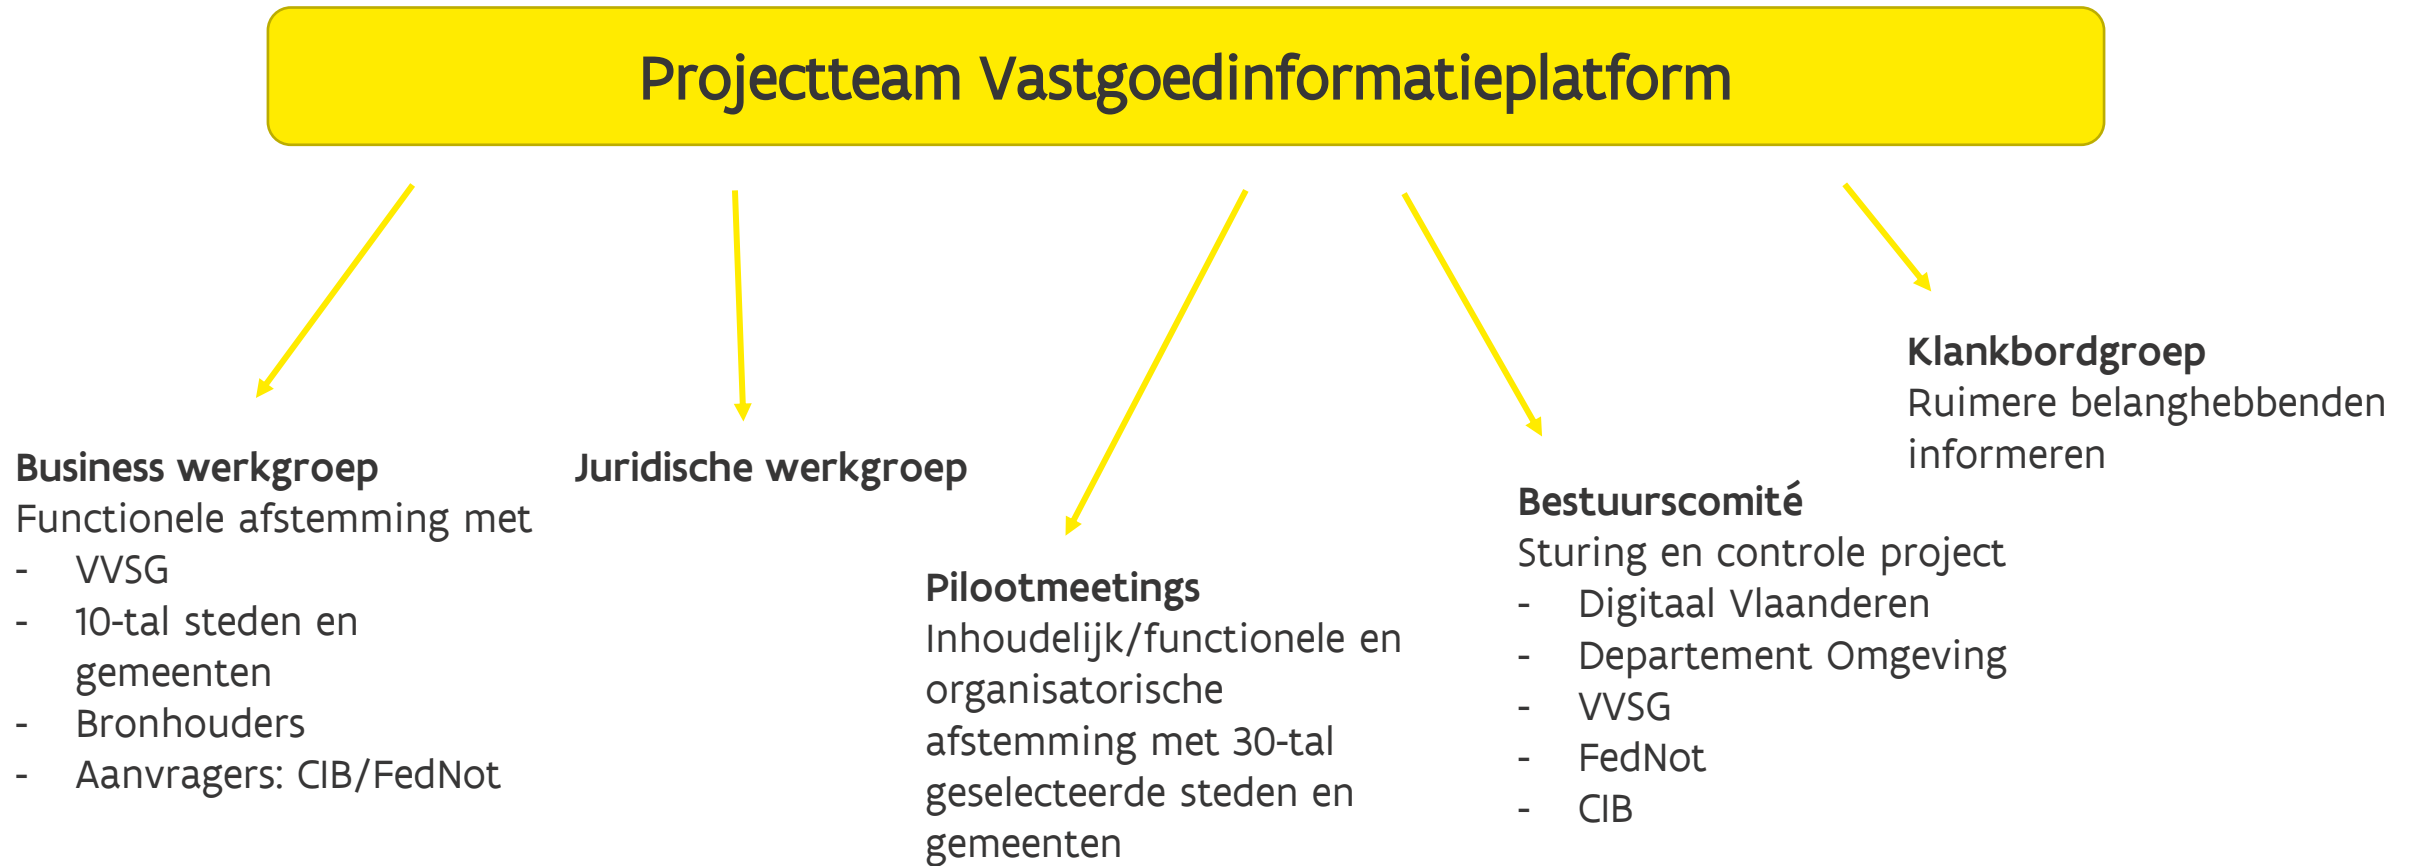 Projectteam Vastgoedinformatieplatform
Business werkgroep
Functionele afstemming met
- VVSG
- 10-tal steden en
gemeenten
- Bronhouders
- Aanvragers: CIB/FedNot
Juridische werkgroep
Pilootmeetings
Inhoudelijk/functionele en
organisatorische
afstemming met 30-tal
geselecteerde steden en
gemeenten
Bestuurscomité
Sturing en controle project
- Digitaal Vlaanderen
- Departement Omgeving
- VVSG
- FedNot
- CIB
Klankbordgroep
Ruimere belanghebbenden
informeren